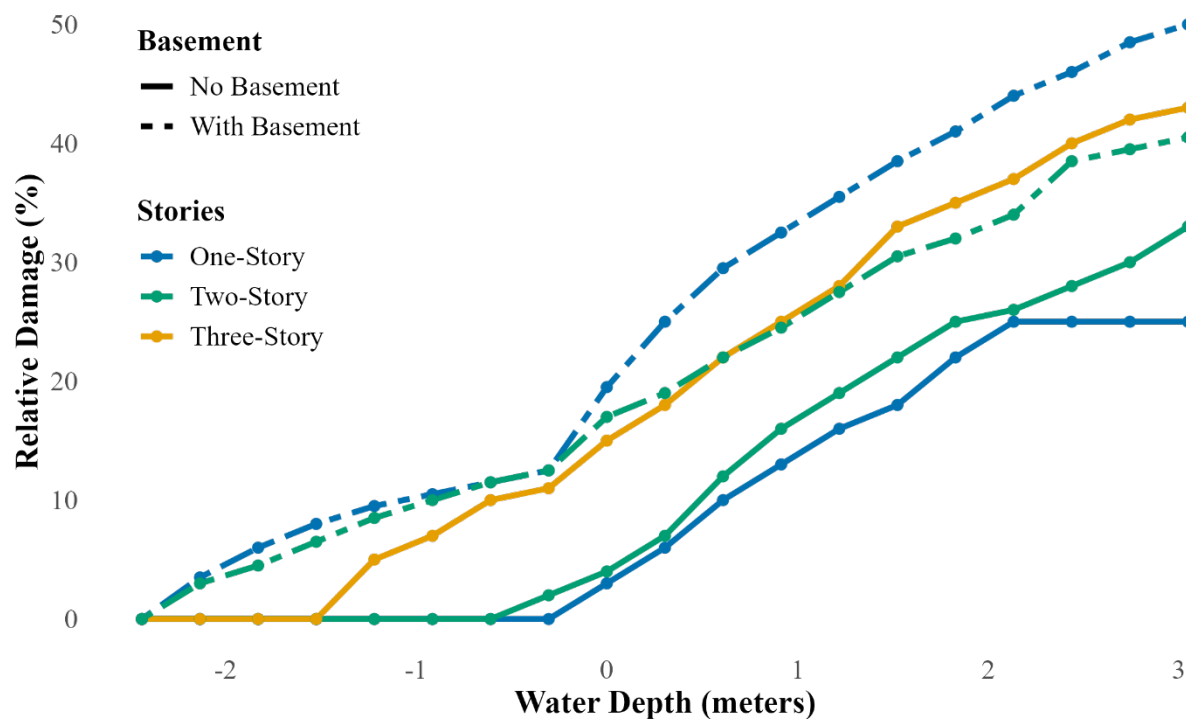 50
40
30
20
10
0
Relative Damage (%)
Basement
No Basement
With Basement
Stories
One-Story
Two-Story
Three-Story
-2 -1 0 1 2 3
Water Depth (meters)